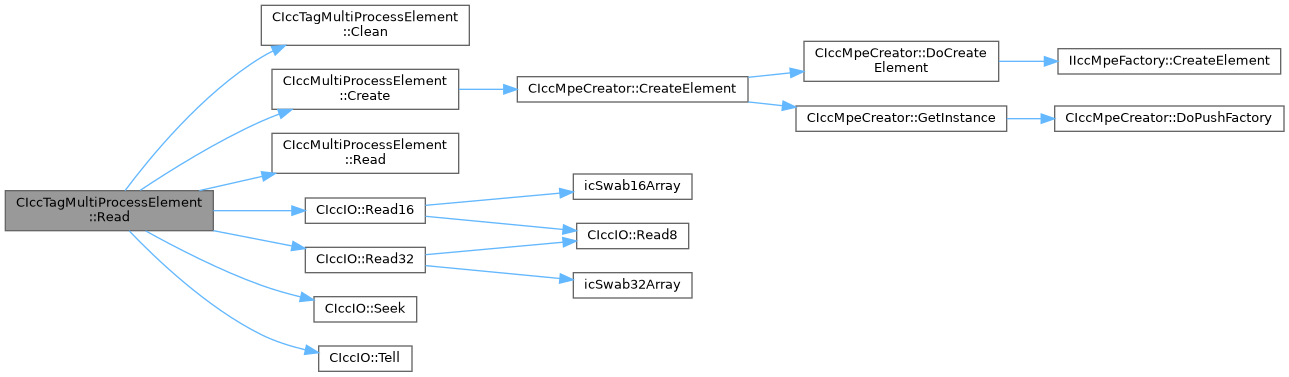 CIccTagMultiProcessElement
::Read
CIccTagMultiProcessElement
::Clean
CIccMultiProcessElement
::Create
CIccMultiProcessElement
::Read
CIccIO::Read16
CIccIO::Read32
CIccIO::Seek
CIccIO::Tell
CIccMpeCreator::CreateElement
icSwab16Array
CIccIO::Read8
icSwab32Array
CIccMpeCreator::DoCreate
Element
CIccMpeCreator::GetInstance
IIccMpeFactory::CreateElement
CIccMpeCreator::DoPushFactory